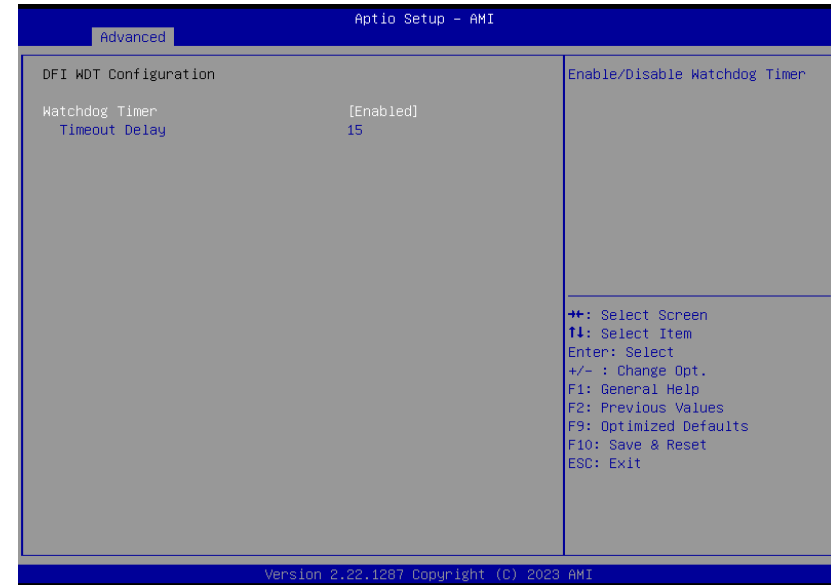 Aptio Setup - AMI
Advanced
DFI WDT Configuration
Watchdog Timer [Enabled]
Timeout Delay 15
Enable/Disable Watchdog Timer
→←: Select Screen
↑↓: Select Item
Enter: Select
+/- : Change Opt.
F1: General Help
F2: Previous Values
F9: Optimized Defaults
F10: Save & Reset
ESC: Exit
Version 2.22.1287 Copyright (C) 2023 AMI